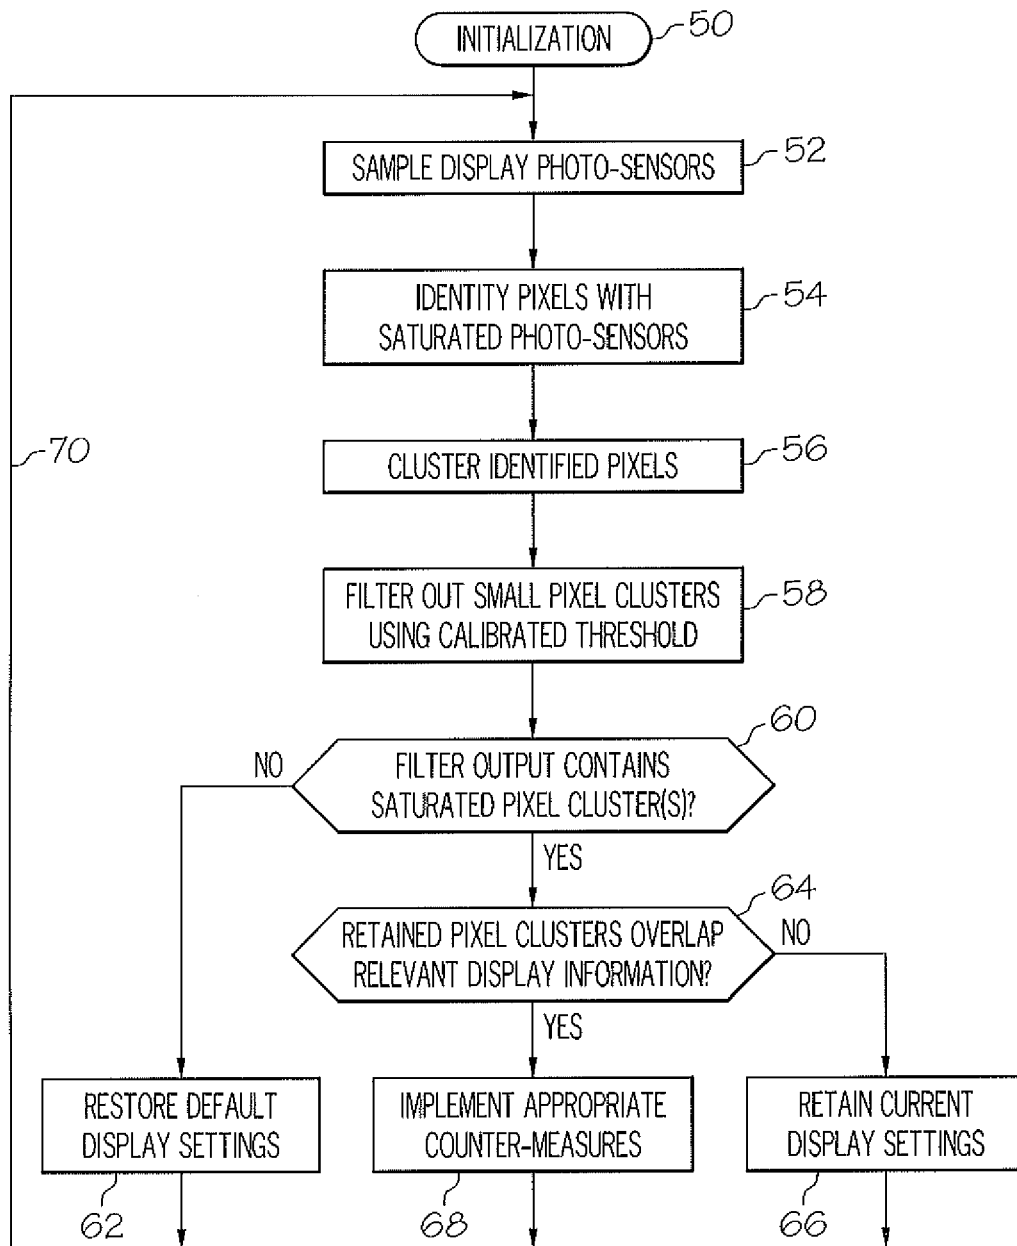 INITIALIZATION
50
SAMPLE DISPLAY PHOTO-SENSORS
52
IDENTITY PIXELS WITH
SATURATED PHOTO-SENSORS
54
70
CLUSTER IDENTIFIED PIXELS
56
FILTER OUT SMALL PIXEL CLUSTERS
USING CALIBRATED THRESHOLD
58
60
NO
FILTER OUTPUT CONTAINS
SATURATED PIXEL CLUSTER(S)?
YES
64
RETAINED PIXEL CLUSTERS OVERLAP
RELEVANT DISPLAY INFORMATION?
NO
YES
RESTORE DEFAULT
DISPLAY SETTINGS
62
IMPLEMENT APPROPRIATE
COUNTER-MEASURES
68
RETAIN CURRENT
DISPLAY SETTINGS
66